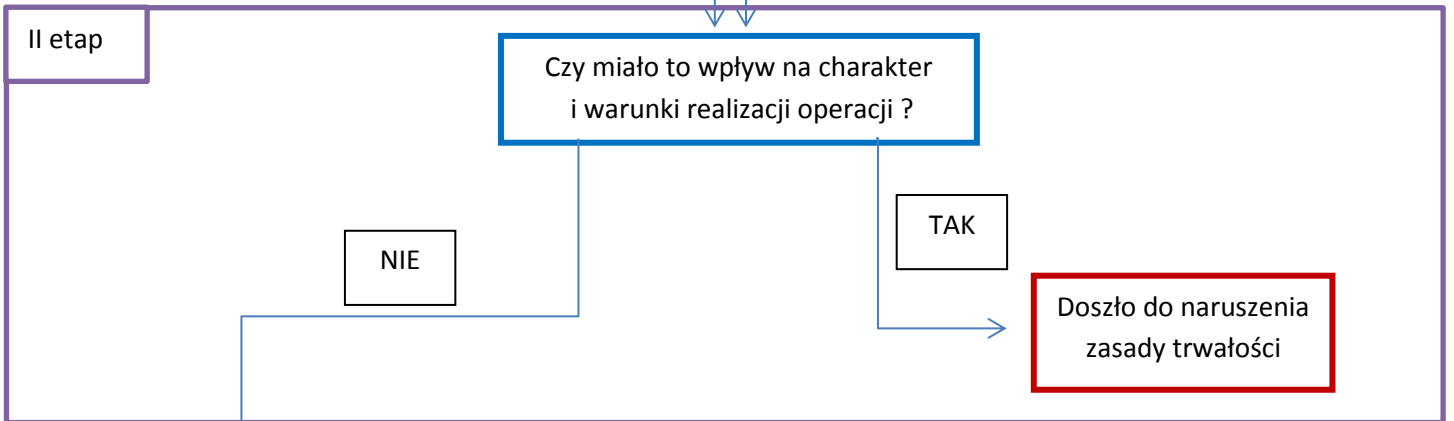 II etap
Czy miało to wpływ na charakter
i warunki realizacji operacji ?
NIE
TAK
Doszło do naruszenia
zasady trwałości